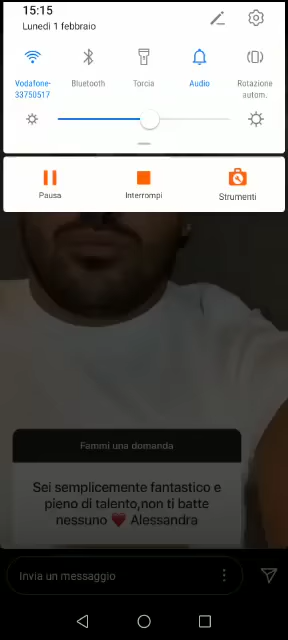 15:15
Lunedì 1 febbraio
Vodafone-
33750517
Bluetooth
Torcia
Audio
Rotazione
autom.
Pausa
Interrompi
Strumenti
Fammi una domanda
Sei semplicemente fantastico e
pieno di talento,non ti batte
nessuno ❤️ Alessandra
Invia un messaggio